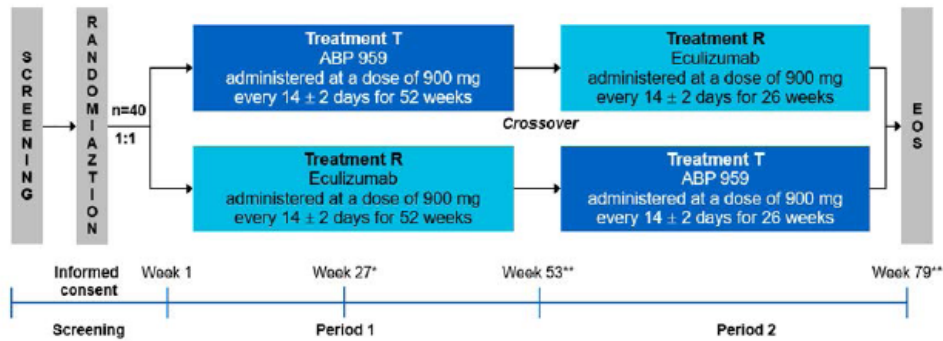 SCREENING
RANDOMIAZTION
n=40
1:1
Treatment T
ABP 959
administered at a dose of 900 mg
every 14 ± 2 days for 52 weeks
Treatment R
Eculizumab
administered at a dose of 900 mg
every 14 ± 2 days for 26 weeks
Crossover
Treatment R
Eculizumab
administered at a dose of 900 mg
every 14 ± 2 days for 52 weeks
Treatment T
ABP 959
administered at a dose of 900 mg
every 14 ± 2 days for 26 weeks
EOS
Informed
consent
Week 1
Week 27*
Week 53**
Week 79**
Screening
Period 1
Period 2